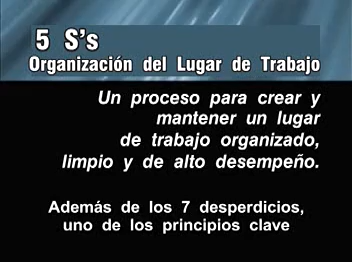 5 S's
Organización del Lugar de Trabajo
Un proceso para crear y
mantener un lugar
de trabajo organizado,
limpio y de alto desempeño.
Además de los 7 desperdicios,
uno de los principios clave